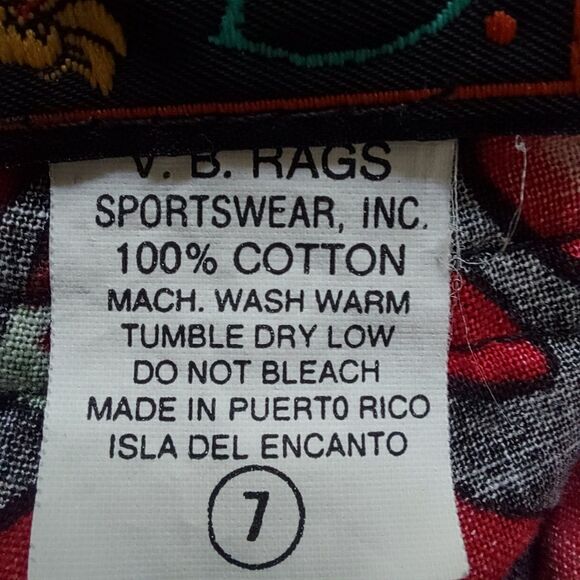 V. B. RAGS
SPORTSWEAR, INC.
100% COTTON
MACH. WASH WARM
TUMBLE DRY LOW
DO NOT BLEACH
MADE IN PUERTO RICO
ISLA DEL ENCANTO
7